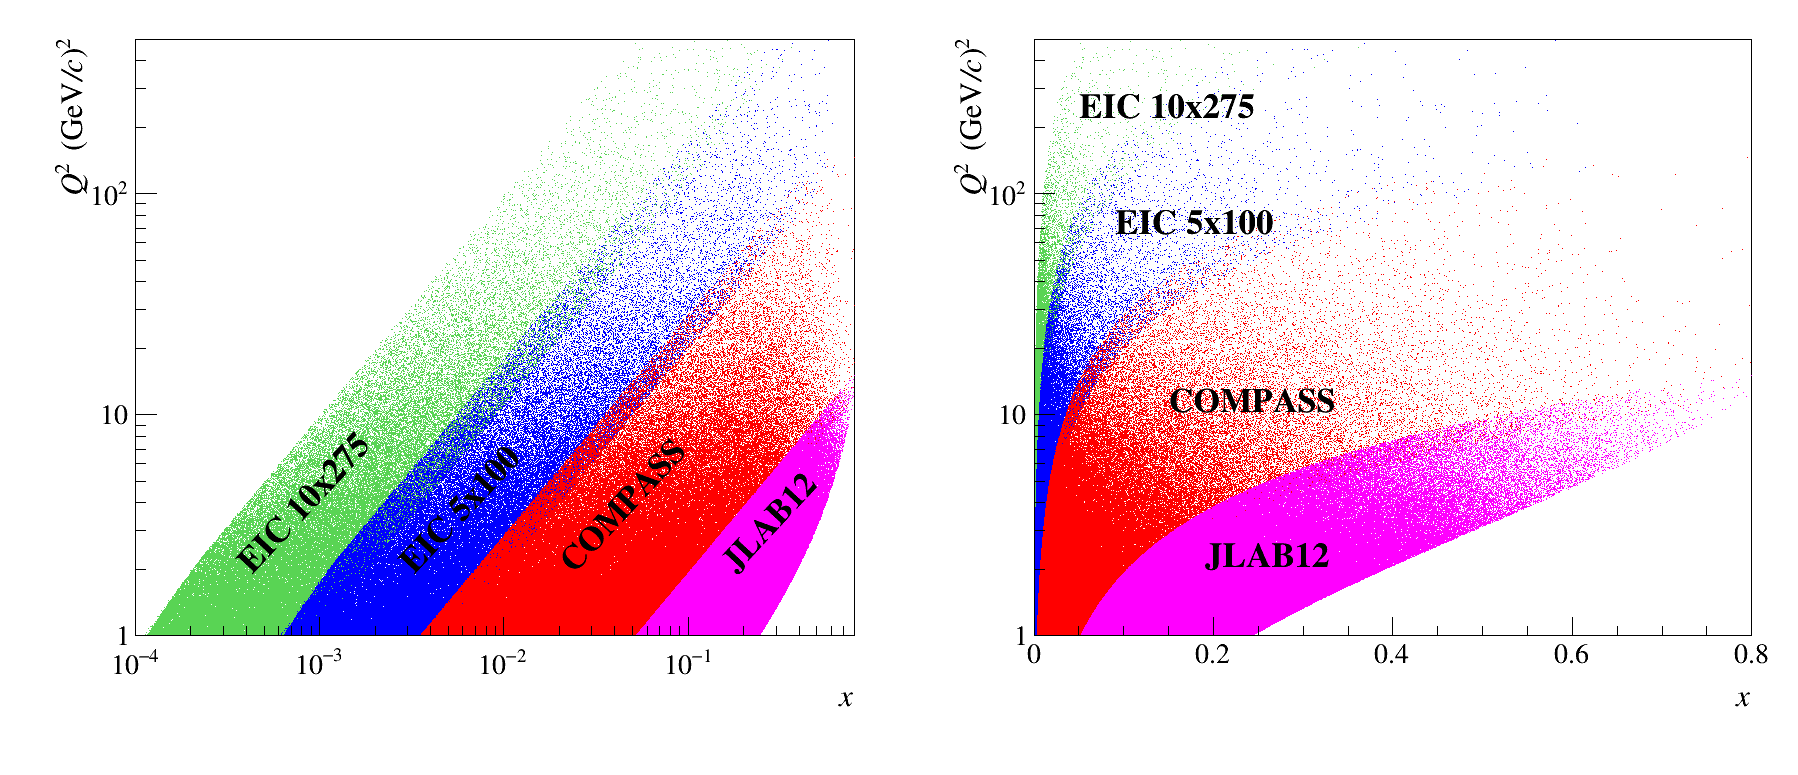 Q² (GeV/c)²
10²
10
1
EIC 10x275
EIC 5x100
COMPASS
JLAB12
10⁻⁴ 10⁻³ 10⁻² 10⁻¹
x
Q² (GeV/c)²
10²
10
1
EIC 10x275
EIC 5x100
COMPASS
JLAB12
0 0.2 0.4 0.6 0.8
x